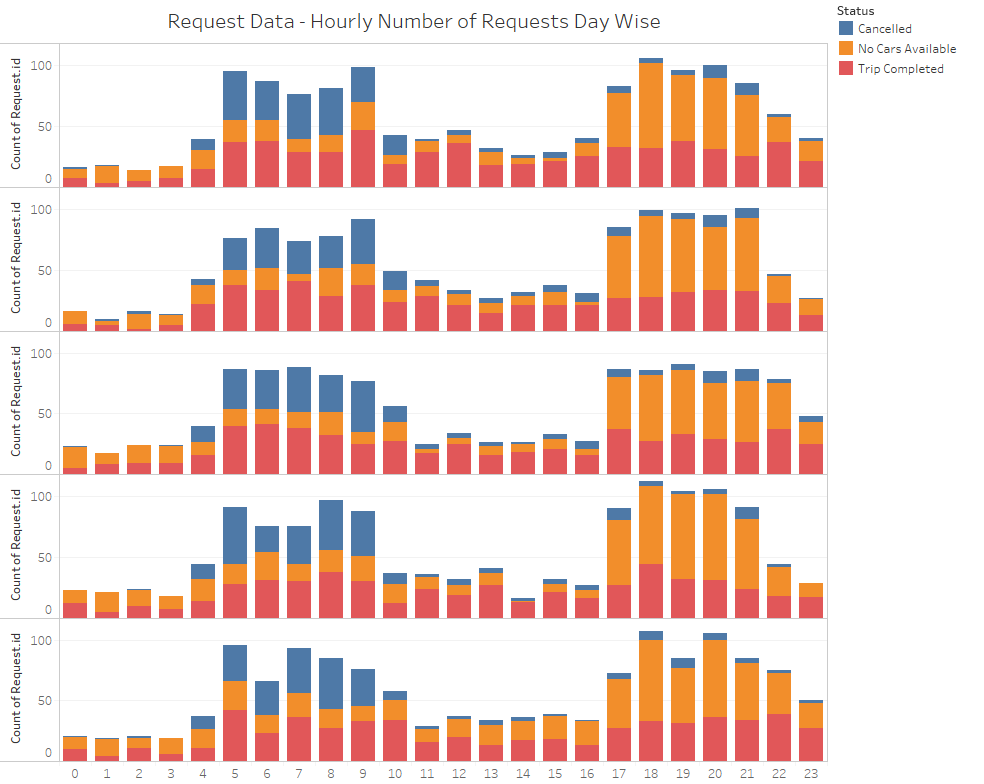 Request Data - Hourly Number of Requests Day Wise
Status
Cancelled
No Cars Available
Trip Completed
Count of Request.id
100
50
0
Count of Request.id
100
50
0
Count of Request.id
100
50
0
Count of Request.id
100
50
0
Count of Request.id
100
50
0
0 1 2 3 4 5 6 7 8 9 10 11 12 13 14 15 16 17 18 19 20 21 22 23